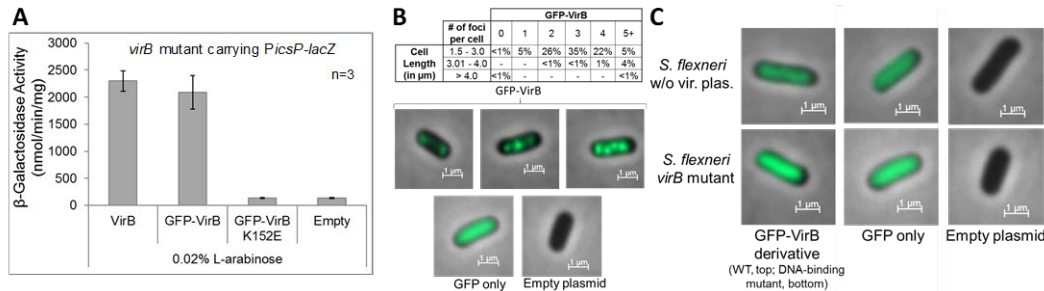 A
virB mutant carrying PicsP-lacZ
n=3
β-Galactosidase Activity
(nmol/min/mg)
3000
2500
2000
1500
1000
500
0
VirB
GFP-VirB
GFP-VirB
K152E
Empty
0.02% L-arabinose
B
GFP-VirB
# of foci
per cell
0 1 2 3 4 5+
Cell
Length
(in µm)
1.5 - 3.0 <1% 5% 26% 35% 22% 5%
3.01 - 4.0 - - <1% <1% 1% 4%
> 4.0 <1% - - - - <1%
GFP-VirB
1 µm
1 µm
1 µm
1 µm
1 µm
GFP only
Empty plasmid
C
S. flexneri
w/o vir. plas.
1 µm
1 µm
1 µm
S. flexneri
virB mutant
1 µm
1 µm
1 µm
GFP-VirB
derivative
(WT, top; DNA-binding
mutant, bottom)
GFP only
Empty plasmid